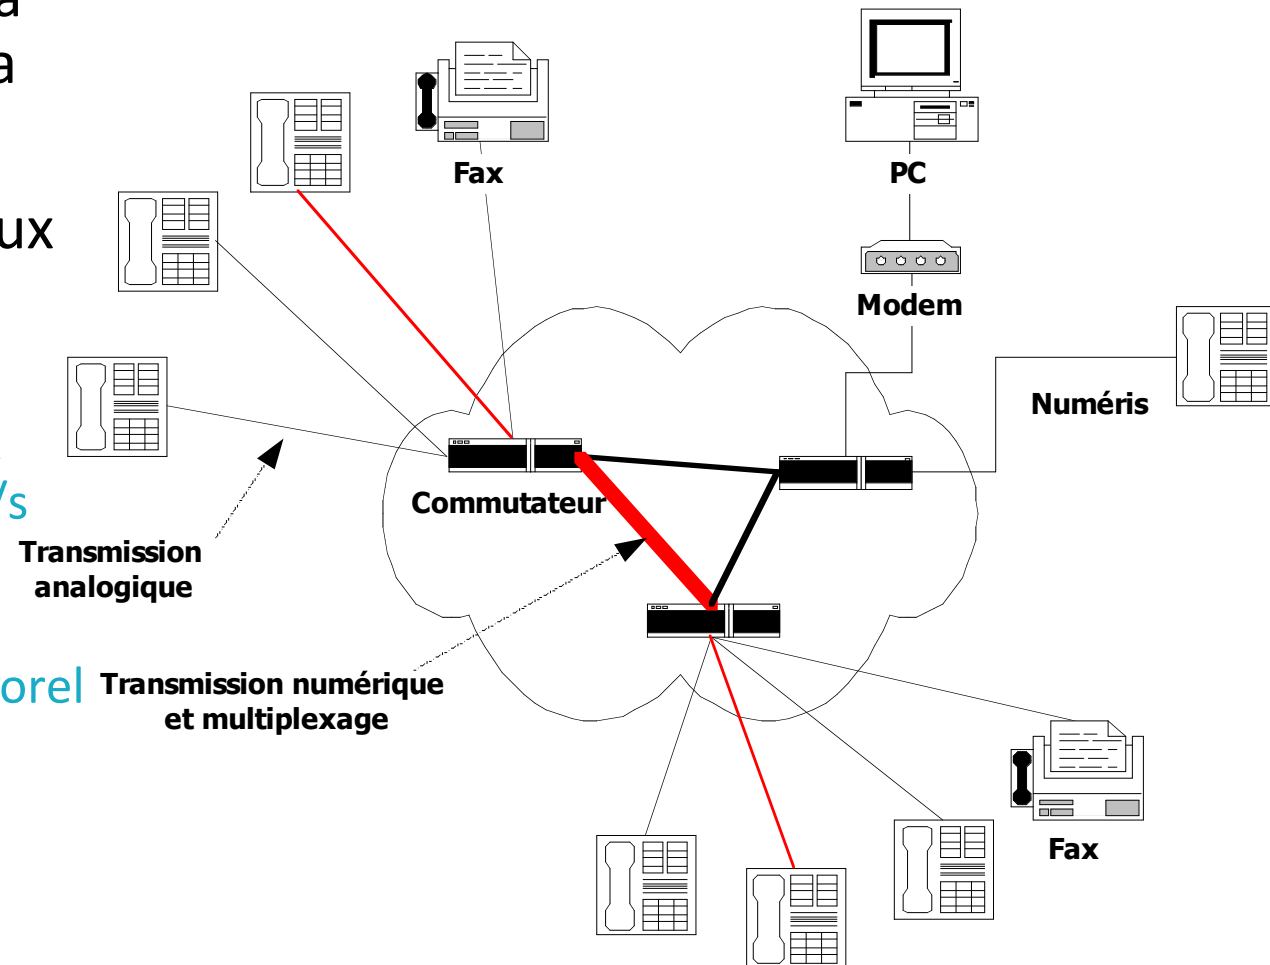 a
a
ux
/s
orel
Fax
PC
Modem
Numéris
Commutateur
Transmission
analogique
Transmission numérique
et multiplexage
Fax